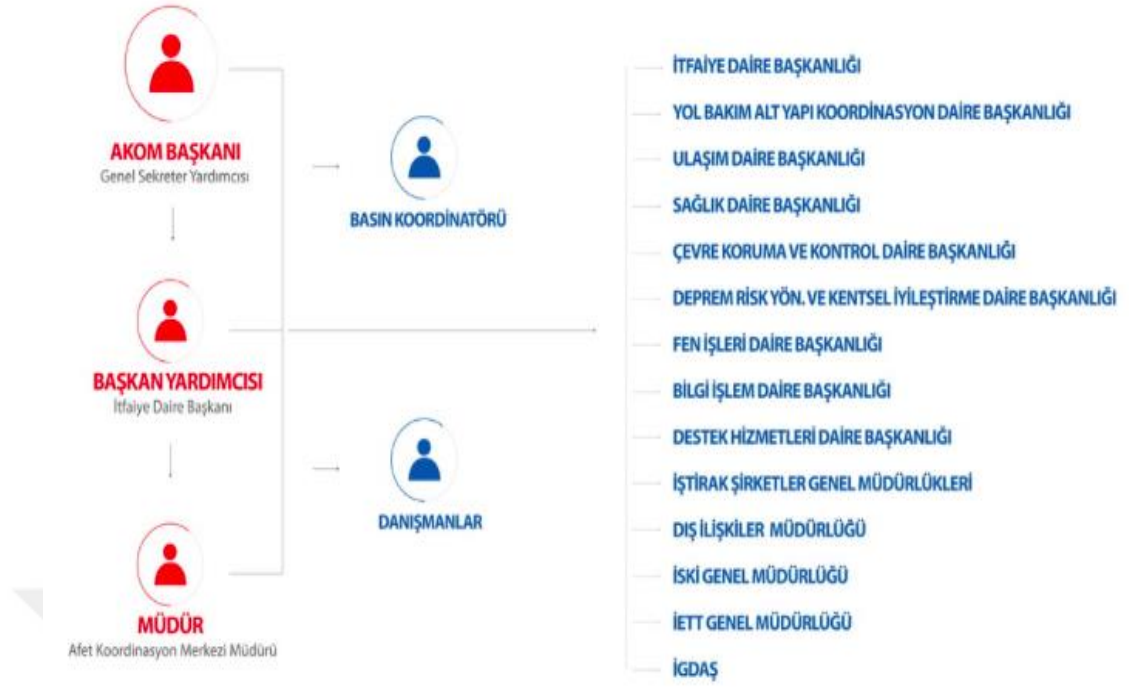 AKOM BAŞKANI
Genel Sekreter Yardımcısı
BAŞKAN YARDIMCISI
İtfaiye Daire Başkanı
MÜDÜR
Afet Koordinasyon Merkezi Müdürü
BASIN KOORDİNATÖRÜ
DANIŞMANLAR
İTFAİYE DAİRE BAŞKANLIĞI
YOL BAKIM ALT YAPI KOORDİNASYON DAİRE BAŞKANLIĞI
ULAŞIM DAİRE BAŞKANLIĞI
SAĞLIK DAİRE BAŞKANLIĞI
ÇEVRE KORUMA VE KONTROL DAİRE BAŞKANLIĞI
DEPREM RİSK YÖN. VE KENTSEL İYİLEŞTİRME DAİRE BAŞKANLIĞI
FEN İŞLERİ DAİRE BAŞKANLIĞI
BİLGİ İŞLEM DAİRE BAŞKANLIĞI
DESTEK HİZMETLERİ DAİRE BAŞKANLIĞI
İŞTİRAK ŞİRKETLER GENEL MÜDÜRLÜKLERİ
DIŞ İLİŞKİLER MÜDÜRLÜĞÜ
İSKİ GENEL MÜDÜRLÜĞÜ
İETT GENEL MÜDÜRLÜĞÜ
İGDAŞ